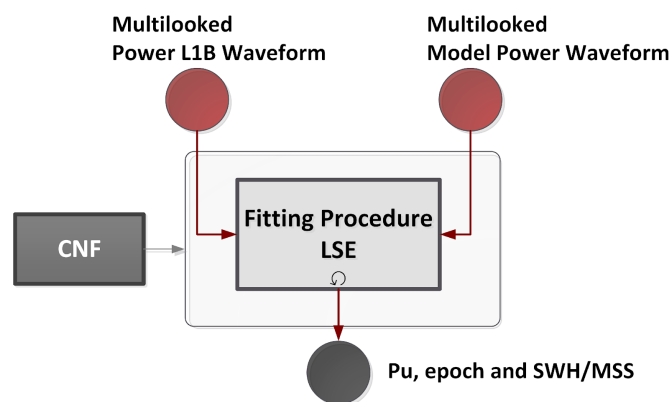 Multilooked
Power L1B Waveform
Multilooked
Model Power Waveform
CNF
Fitting Procedure
LSE
Pu, epoch and SWH/MSS